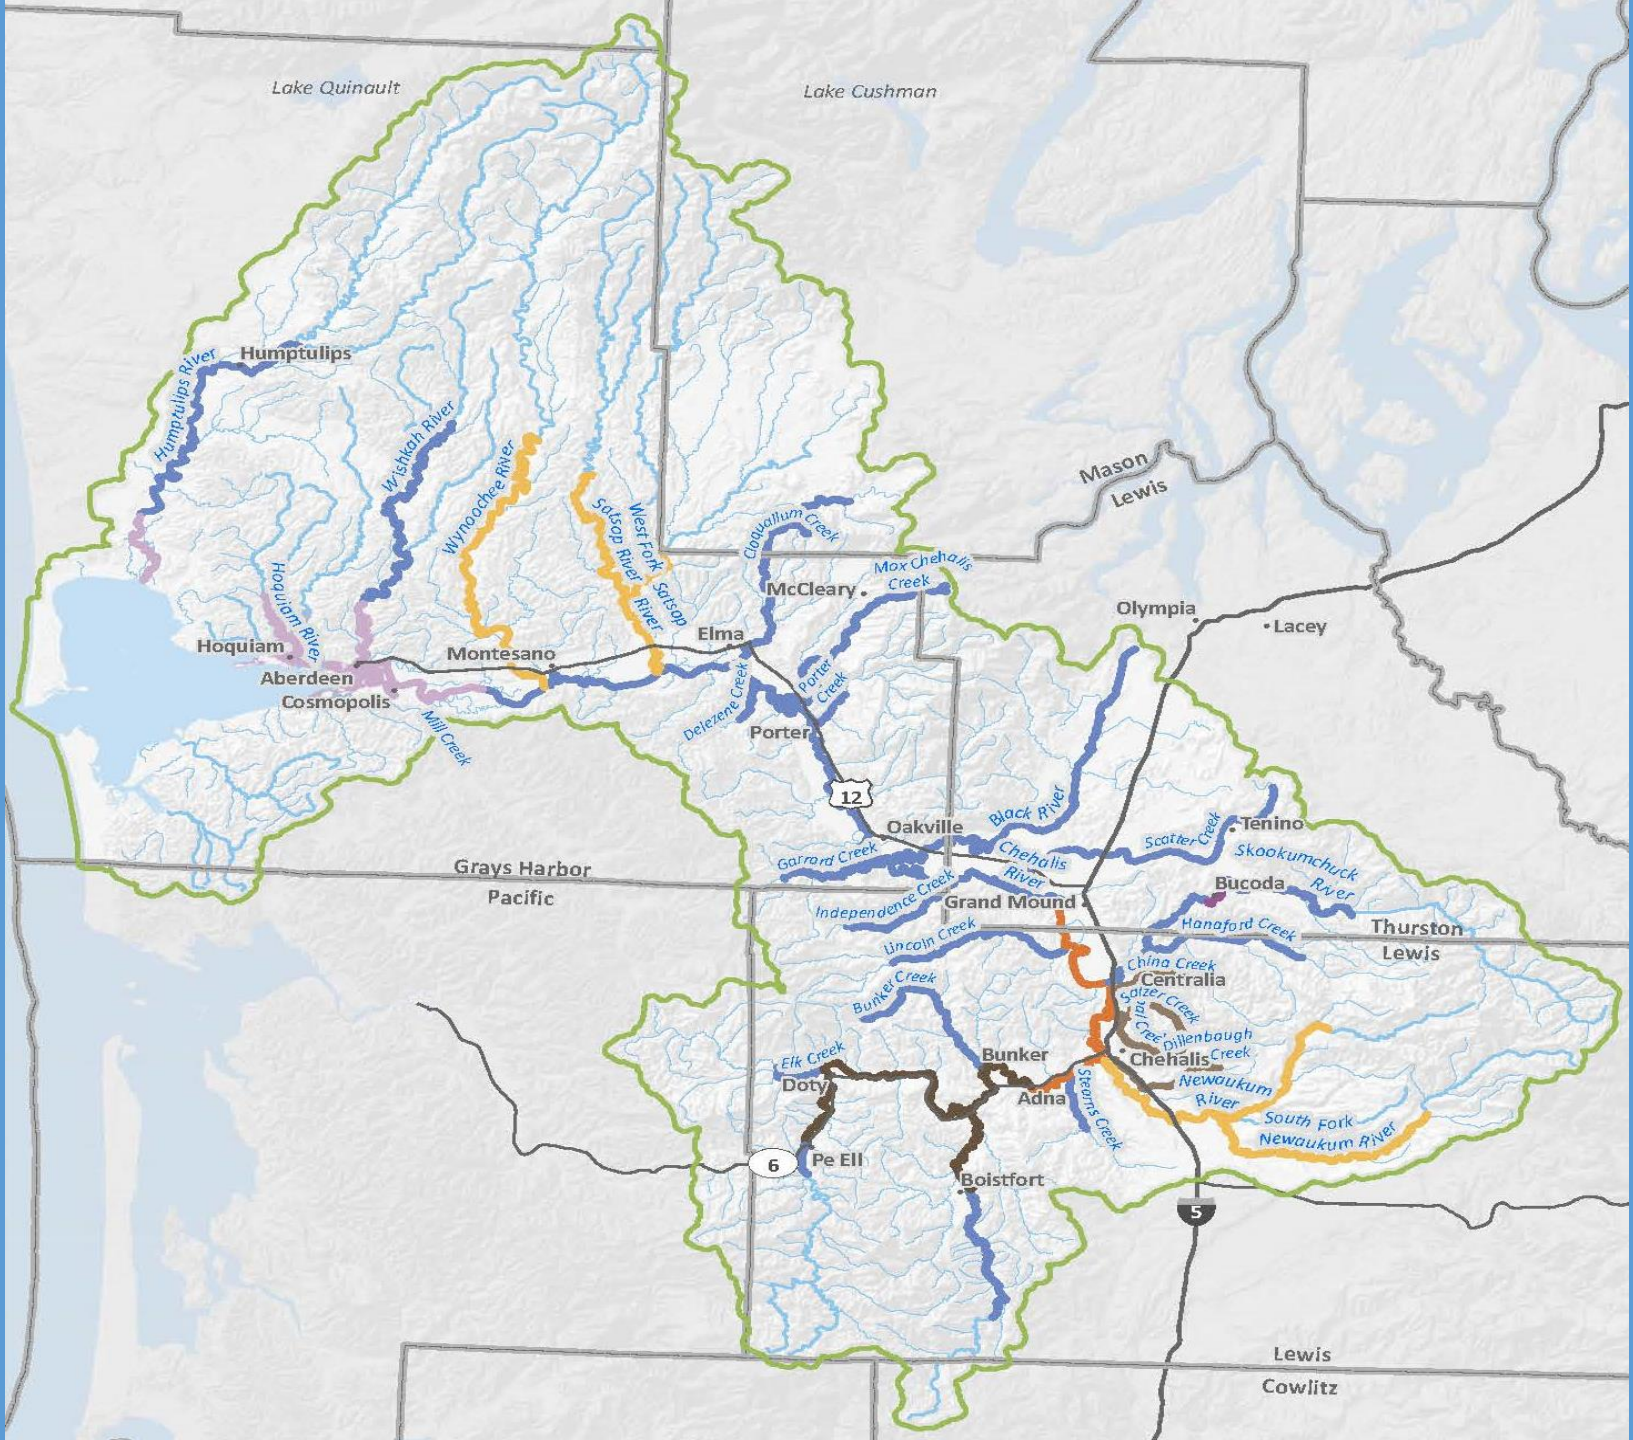 Lake Quinault
Lake Cushman
Humptulips River
Humptulips
Wishkah River
Wynoochee River
Satsop River
West Fork Satsop River
Cloquallum Creek
Mason
Lewis
Mox Chehalis
Creek
McCleary
Hoquiam River
Olympia
Lacey
Hoquiam
Elma
Montesano
Aberdeen
Cosmopolis
Mill Creek
Delezene Creek
Porter
Creek
Porter
12
Black River
Oakville
Garrard Creek
Chehalis
River
Scatter Creek
Tenino
Skookumchuck
River
Grays Harbor
Pacific
Bucoda
Independence Creek
Grand Mound
Hanaford Creek
Thurston
Lewis
Lincoln Creek
China Creek
Centralia
Bunker Creek
Salzer Creek
Dillenbaugh
Creek
Elk Creek
Bunker
Chehalis
Doty
Adna
Stearns Creek
Newaukum
River
South Fork
Newaukum River
6
Pe Ell
Boistfort
5
Lewis
Cowlitz